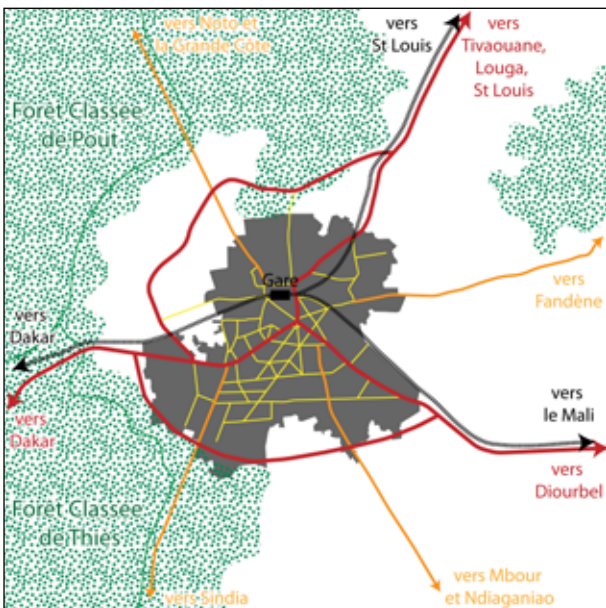 vers Noto et
la Grande Côte
vers
St Louis
vers
Tivaouane,
Louga,
St Louis
Forêt Classée
de Pout
Gare
vers
Fandène
vers
Dakar
vers
Dakar
vers
le Mali
vers
Diourbel
Forêt Classée
de Thies
vers Sindia
vers Mbour
et Ndiaganiao